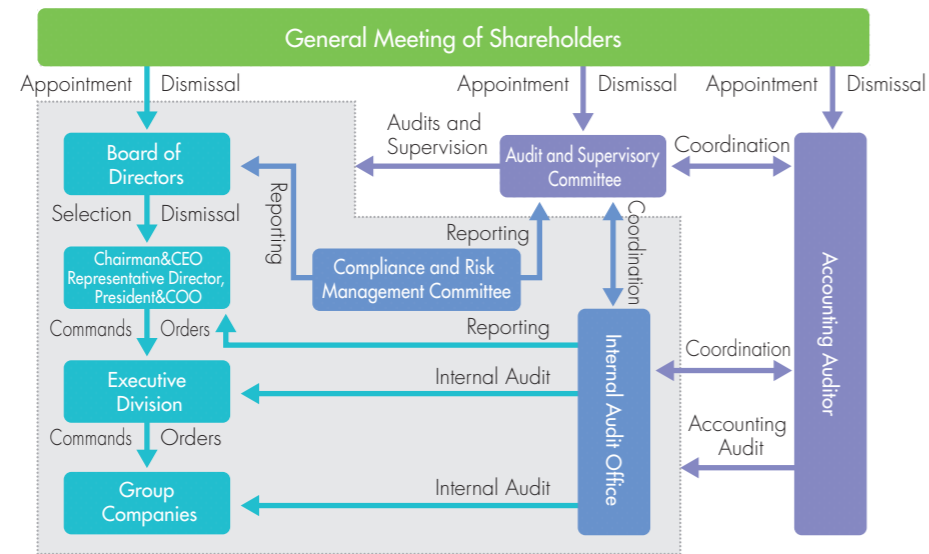 General Meeting of Shareholders
Appointment
Dismissal
Appointment
Dismissal
Appointment
Dismissal
Board of
Directors
Audits and
Supervision
Audit and Supervisory
Committee
Coordination
Selection
Dismissal
Reporting
Reporting
Coordination
Chairman&CEO
Representative Director,
President&COO
Compliance and Risk
Management Committee
Accounting Auditor
Commands
Orders
Reporting
Internal Audit Office
Coordination
Executive
Division
Internal Audit
Commands
Orders
Accounting
Audit
Group
Companies
Internal Audit